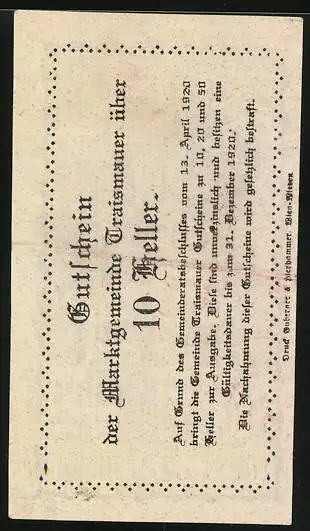 Gutschein
der Marktgemeinde Traismauer über
10 Heller.
Auf Grund des Gemeinderatsbeschlusses vom 13. April 1920
bringt die Gemeinde Traismauer Gutscheine zu 10, 20 und 50
Heller zur Ausgabe. Diese sind unverzinslich und besitzen eine
Gültigkeitsdauer bis zum 31. Dezember 1920.
Die Nachahmung dieser Gutscheine wird gesetzlich bestraft.
Druck Guberner & Hierhammer, Wien-Wieden